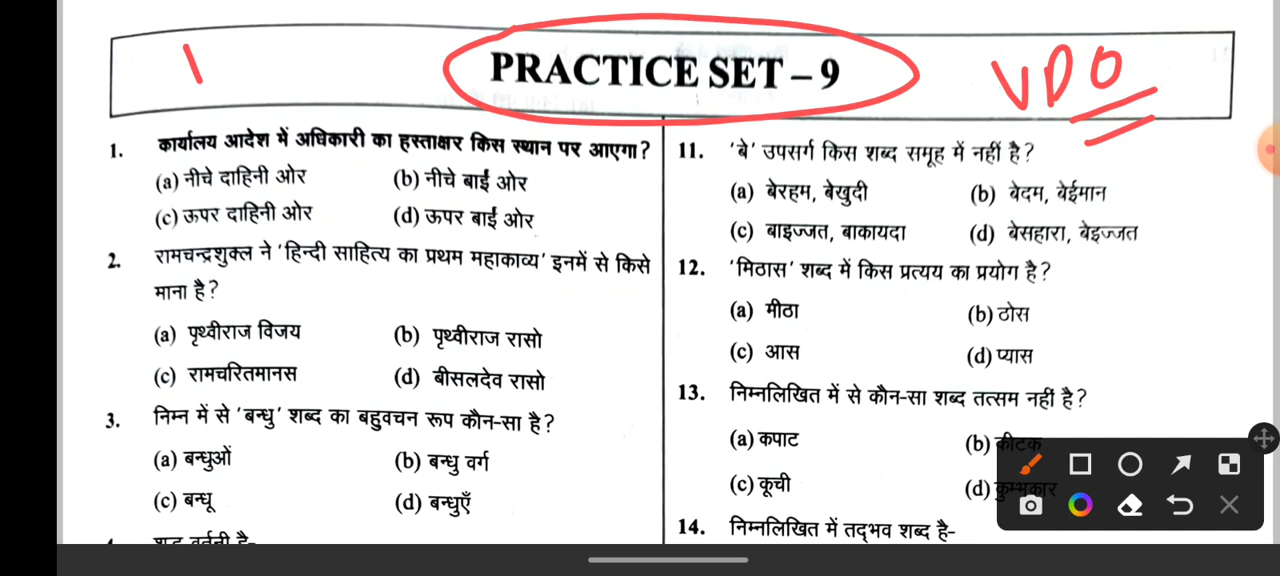 PRACTICE SET – 9
VDO
1. कार्यालय आदेश में अधिकारी का हस्ताक्षर किस स्थान पर आएगा?
(a) नीचे दाहिनी ओर (b) नीचे बाईं ओर
(c) ऊपर दाहिनी ओर (d) ऊपर बाईं ओर
2. रामचन्द्रशुक्ल ने 'हिन्दी साहित्य का प्रथम महाकाव्य' इनमें से किसे
माना है?
(a) पृथ्वीराज विजय (b) पृथ्वीराज रासो
(c) रामचरितमानस (d) बीसलदेव रासो
3. निम्न में से 'बन्धु' शब्द का बहुवचन रूप कौन-सा है?
(a) बन्धुओं (b) बन्धु वर्ग
(c) बन्धू (d) बन्धुएँ
11. 'बे' उपसर्ग किस शब्द समूह में नहीं है?
(a) बेरहम, बेखुदी (b) बेदम, बेईमान
(c) बाइज्जत, बाकायदा (d) बेसहारा, बेइज्जत
12. 'मिठास' शब्द में किस प्रत्यय का प्रयोग है?
(a) मीठा (b) ठोस
(c) आस (d) प्यास
13. निम्नलिखित में से कौन-सा शब्द तत्सम नहीं है?
(a) कपाट (b) कीटक
(c) कूची (d) कुम्भकार
14. निम्नलिखित में तद्भव शब्द है-